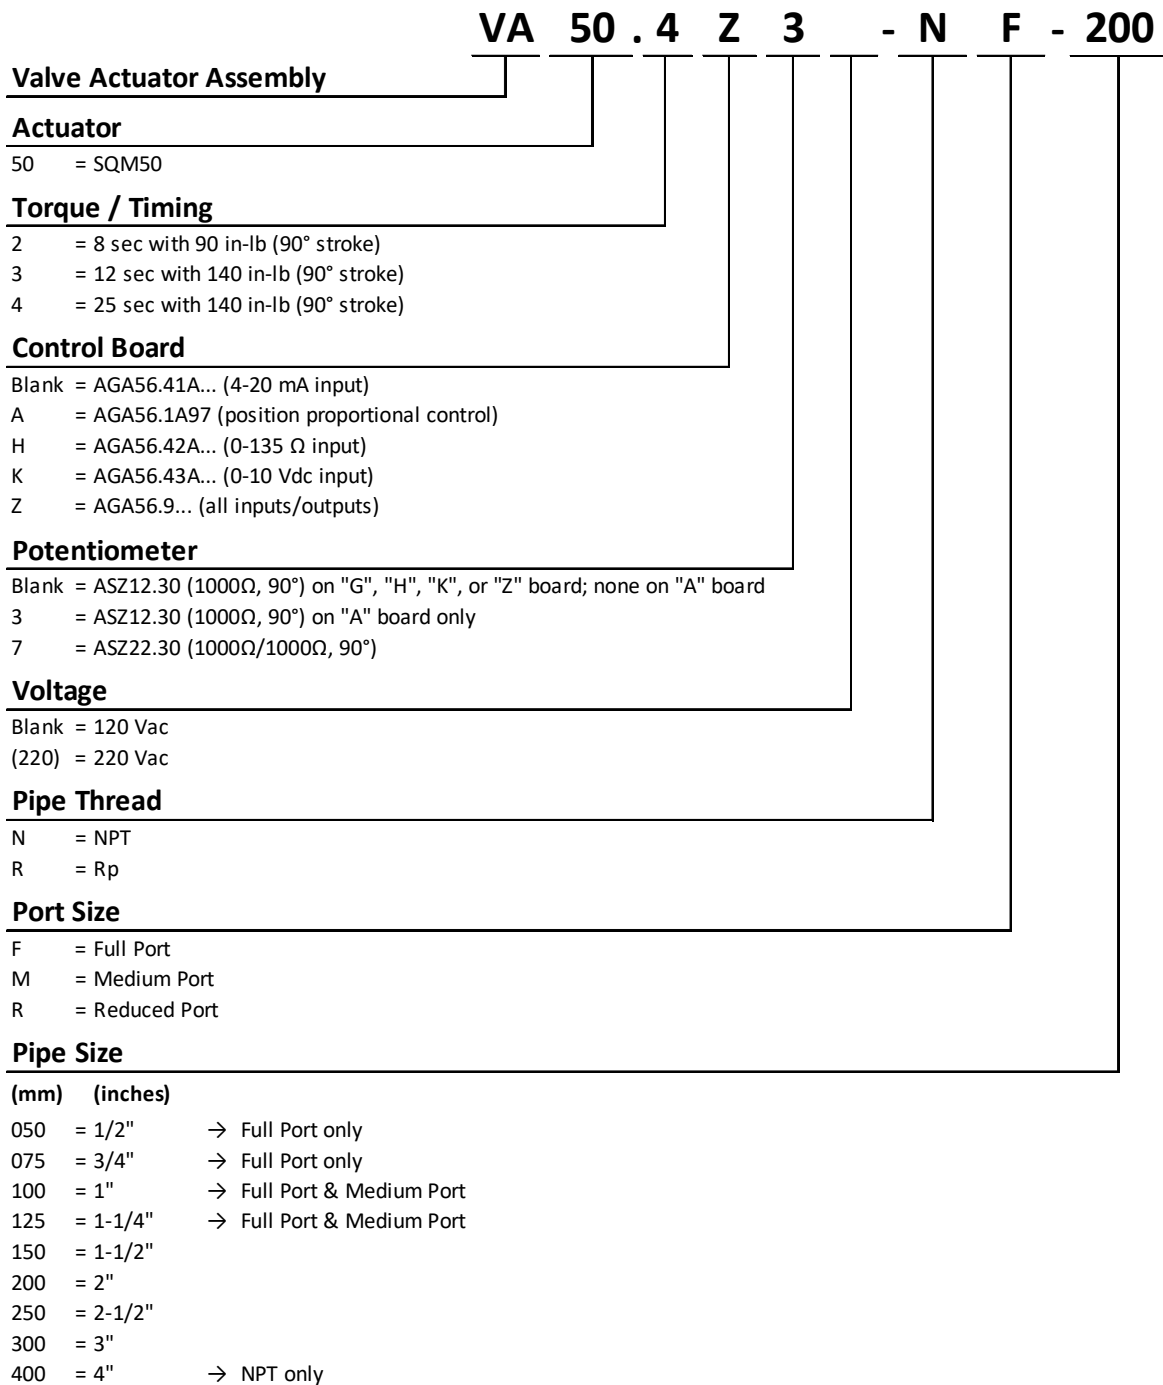 VA 50 . 4 Z 3 - N F - 200
Valve Actuator Assembly
Actuator
50 = SQM50
Torque / Timing
2 = 8 sec with 90 in-lb (90° stroke)
3 = 12 sec with 140 in-lb (90° stroke)
4 = 25 sec with 140 in-lb (90° stroke)
Control Board
Blank = AGA56.41A... (4-20 mA input)
A = AGA56.1A97 (position proportional control)
H = AGA56.42A... (0-135 Ω input)
K = AGA56.43A... (0-10 Vdc input)
Z = AGA56.9... (all inputs/outputs)
Potentiometer
Blank = ASZ12.30 (1000Ω, 90°) on "G", "H", "K", or "Z" board; none on "A" board
3 = ASZ12.30 (1000Ω, 90°) on "A" board only
7 = ASZ22.30 (1000Ω/1000Ω, 90°)
Voltage
Blank = 120 Vac
(220) = 220 Vac
Pipe Thread
N = NPT
R = Rp
Port Size
F = Full Port
M = Medium Port
R = Reduced Port
Pipe Size
(mm) (inches)
050 = 1/2" → Full Port only
075 = 3/4" → Full Port only
100 = 1" → Full Port & Medium Port
125 = 1-1/4" → Full Port & Medium Port
150 = 1-1/2"
200 = 2"
250 = 2-1/2"
300 = 3"
400 = 4" → NPT only